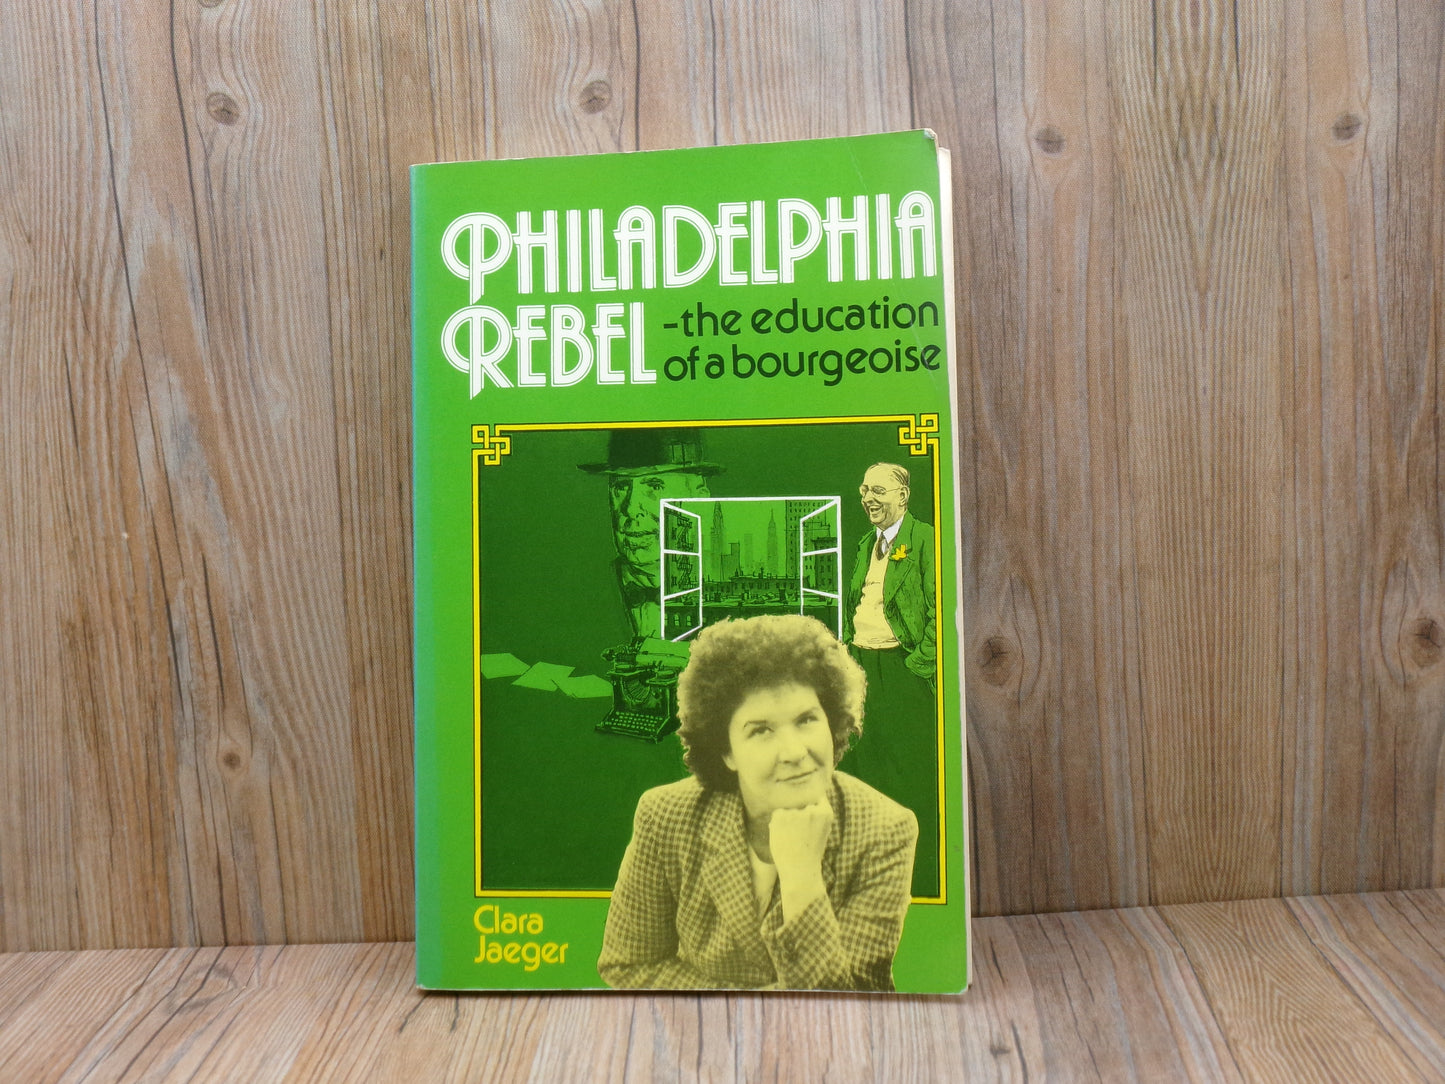 PHILADELPHIA
REBEL
-the education
of a bourgeoise
Clara
Jaeger